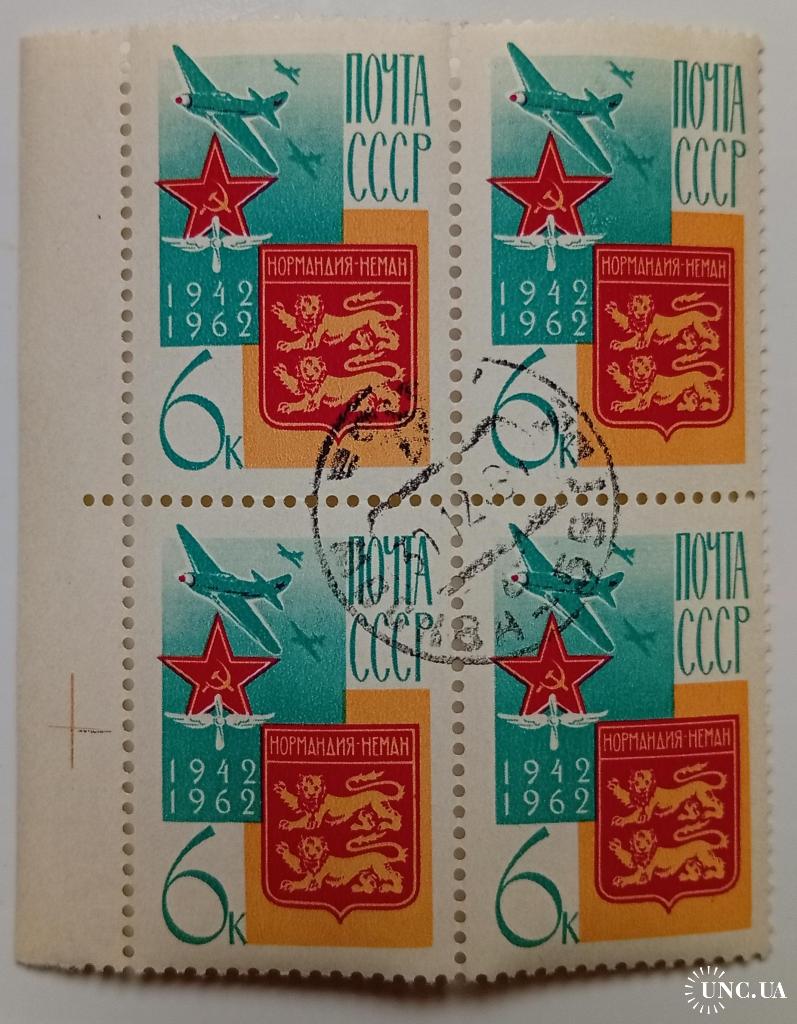 ПОЧТА
СССР
1942
1962
НОРМАНДИЯ-НЕМАН
6К
ПОЧТА
СССР
1942
1962
НОРМАНДИЯ-НЕМАН
6К
ПОЧТА
СССР
1942
1962
НОРМАНДИЯ-НЕМАН
6К
ПОЧТА
СССР
1942
1962
НОРМАНДИЯ-НЕМАН
6К
UNC.UA